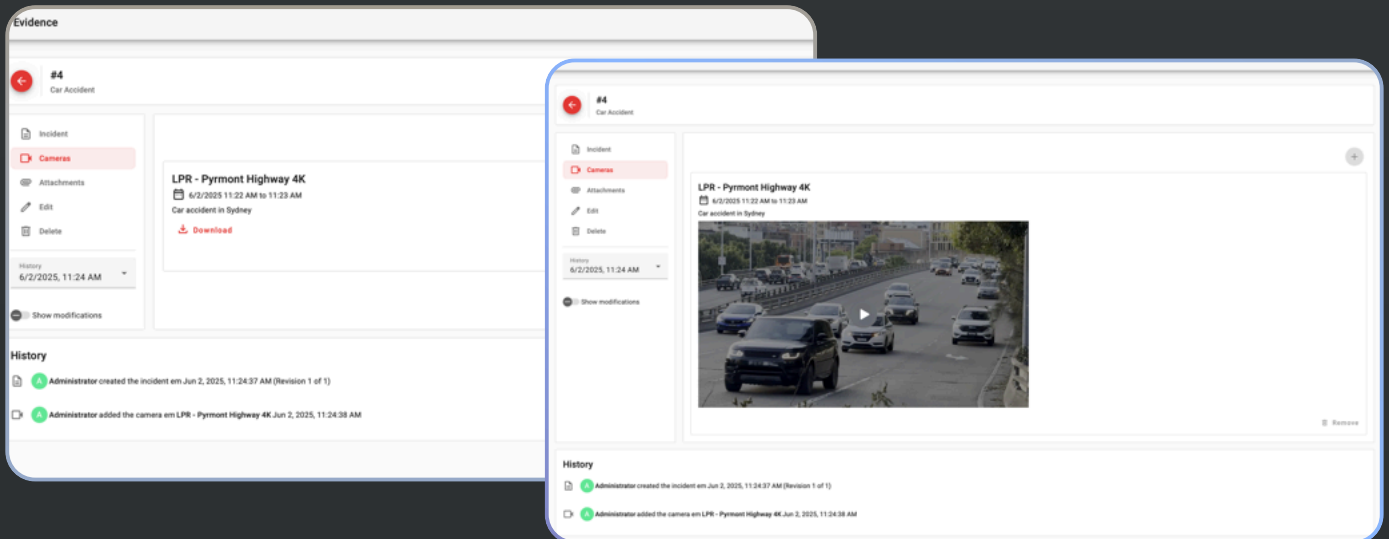 Evidence
#4
Car Accident
Incident
Cameras
Attachments
Edit
Delete
History
6/2/2025, 11:24 AM
Show modifications
LPR - Pyrmont Highway 4K
6/2/2025 11:22 AM to 11:23 AM
Car accident in Sydney
Download
History
A Administrator created the incident em Jun 2, 2025, 11:24:37 AM (Revision 1 of 1)
A Administrator added the camera em LPR - Pyrmont Highway 4K Jun 2, 2025, 11:24:38 AM
#4
Car Accident
Incident
Cameras
Attachments
Edit
Delete
History
6/2/2025, 11:24 AM
Show modifications
LPR - Pyrmont Highway 4K
6/2/2025 11:22 AM to 11:23 AM
Car accident in Sydney
Remove
History
A Administrator created the incident em Jun 2, 2025, 11:24:37 AM (Revision 1 of 1)
A Administrator added the camera em LPR - Pyrmont Highway 4K Jun 2, 2025, 11:24:38 AM